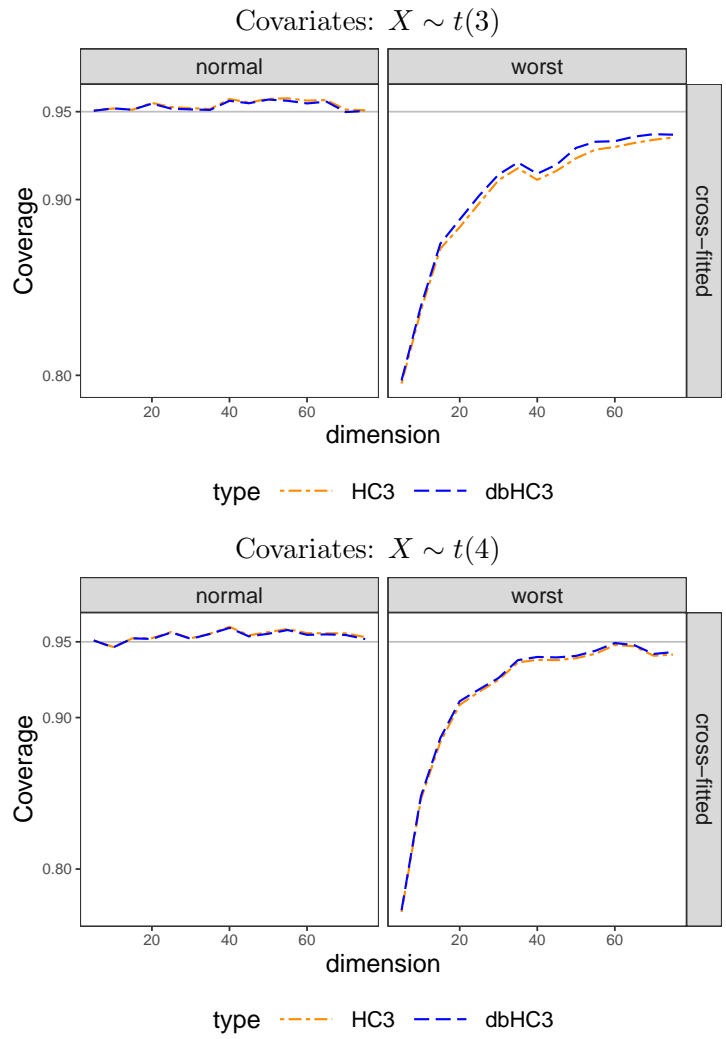 Covariates: X ∼ t(3)
normal worst
0.95
0.90
0.80
Coverage
cross−fitted
20 40 60 20 40 60
dimension dimension
type HC3 dbHC3
Covariates: X ∼ t(4)
normal worst
0.95
0.90
0.80
Coverage
cross−fitted
20 40 60 20 40 60
dimension dimension
type HC3 dbHC3